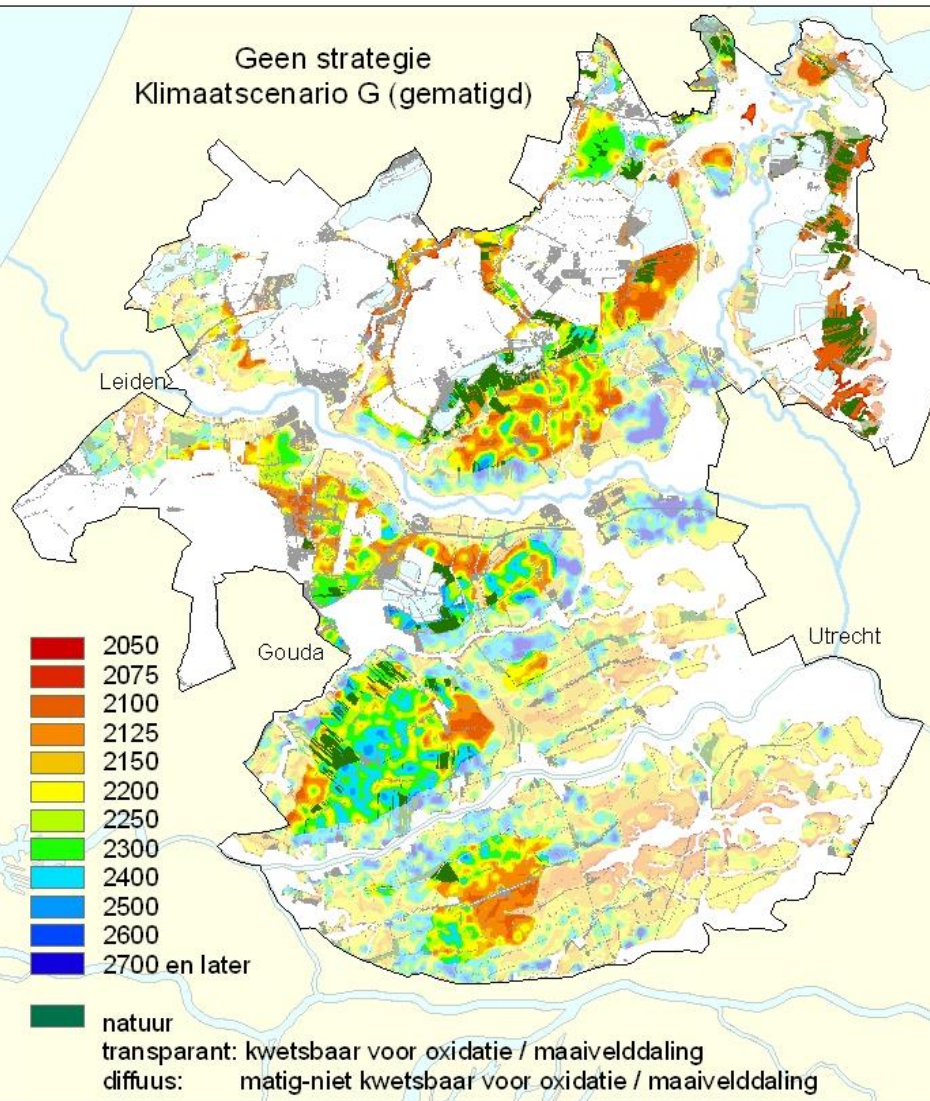 Geen strategie
Klimaatscenario G (gematigd)
Leiden
Gouda
Utrecht
2050
2075
2100
2125
2150
2200
2250
2300
2400
2500
2600
2700 en later
natuur
transparant: kwetsbaar voor oxidatie / maaivelddaling
diffuus: matig-niet kwetsbaar voor oxidatie / maaivelddaling